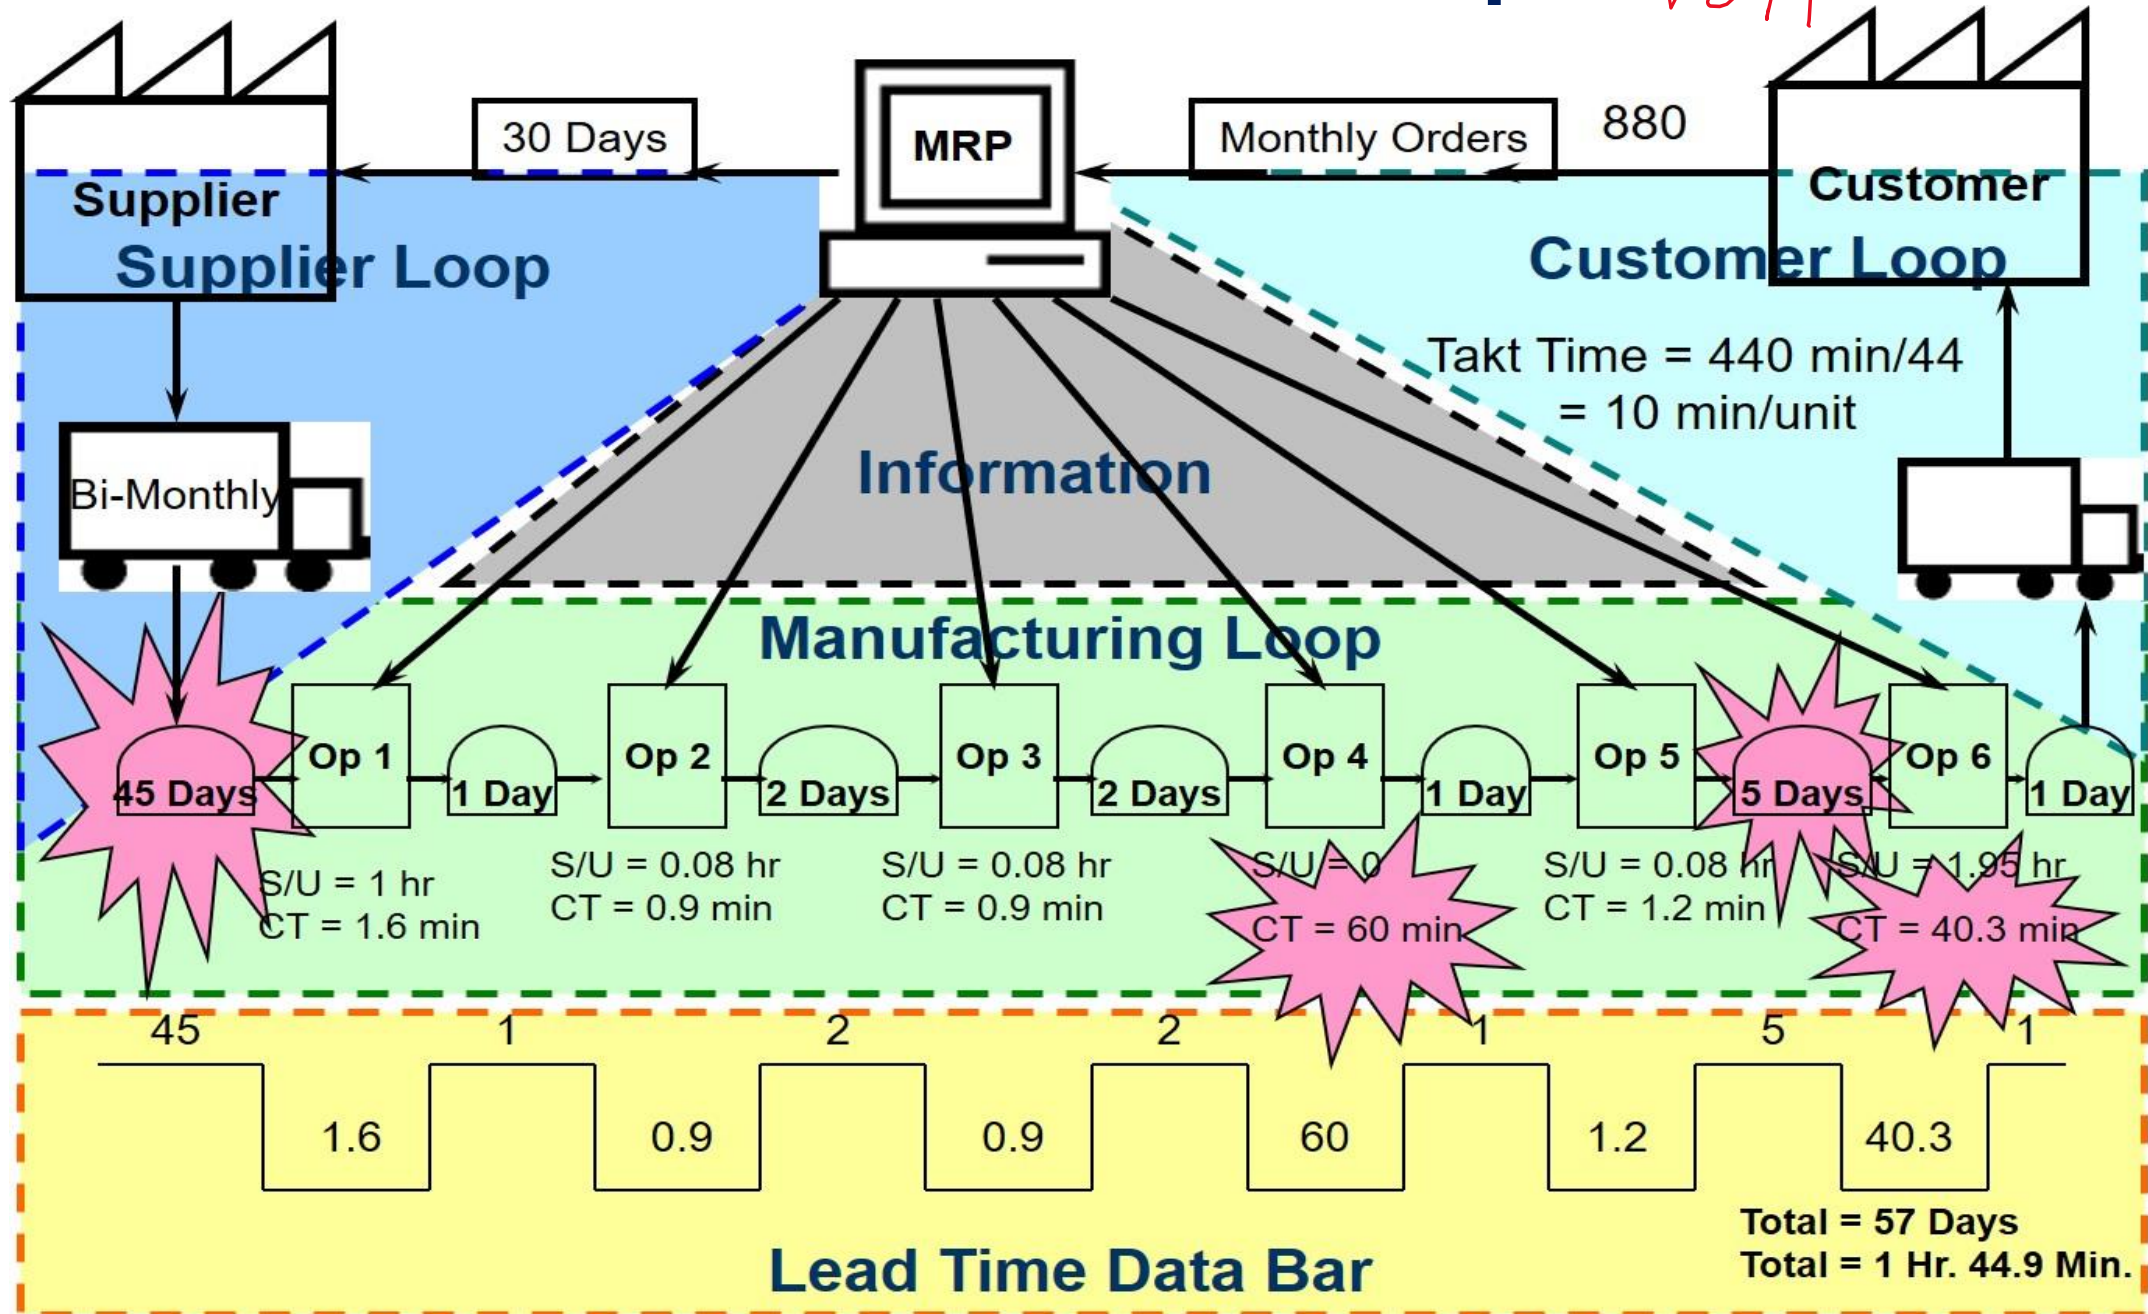 30 Days
MRP
Monthly Orders
880
Supplier
Customer
Supplier Loop
Customer Loop
Takt Time = 440 min/44
= 10 min/unit
Bi-Monthly
Information
Manufacturing Loop
45 Days
Op 1
1 Day
Op 2
2 Days
Op 3
2 Days
Op 4
1 Day
Op 5
5 Days
Op 6
1 Day
S/U = 1 hr
CT = 1.6 min
S/U = 0.08 hr
CT = 0.9 min
S/U = 0.08 hr
CT = 0.9 min
S/U = 0
CT = 60 min
S/U = 0.08 hr
CT = 1.2 min
S/U = 1.95 hr
CT = 40.3 min
45 1 2 2 1 5 1
1.6 0.9 0.9 60 1.2 40.3
Total = 57 Days
Total = 1 Hr. 44.9 Min.
Lead Time Data Bar